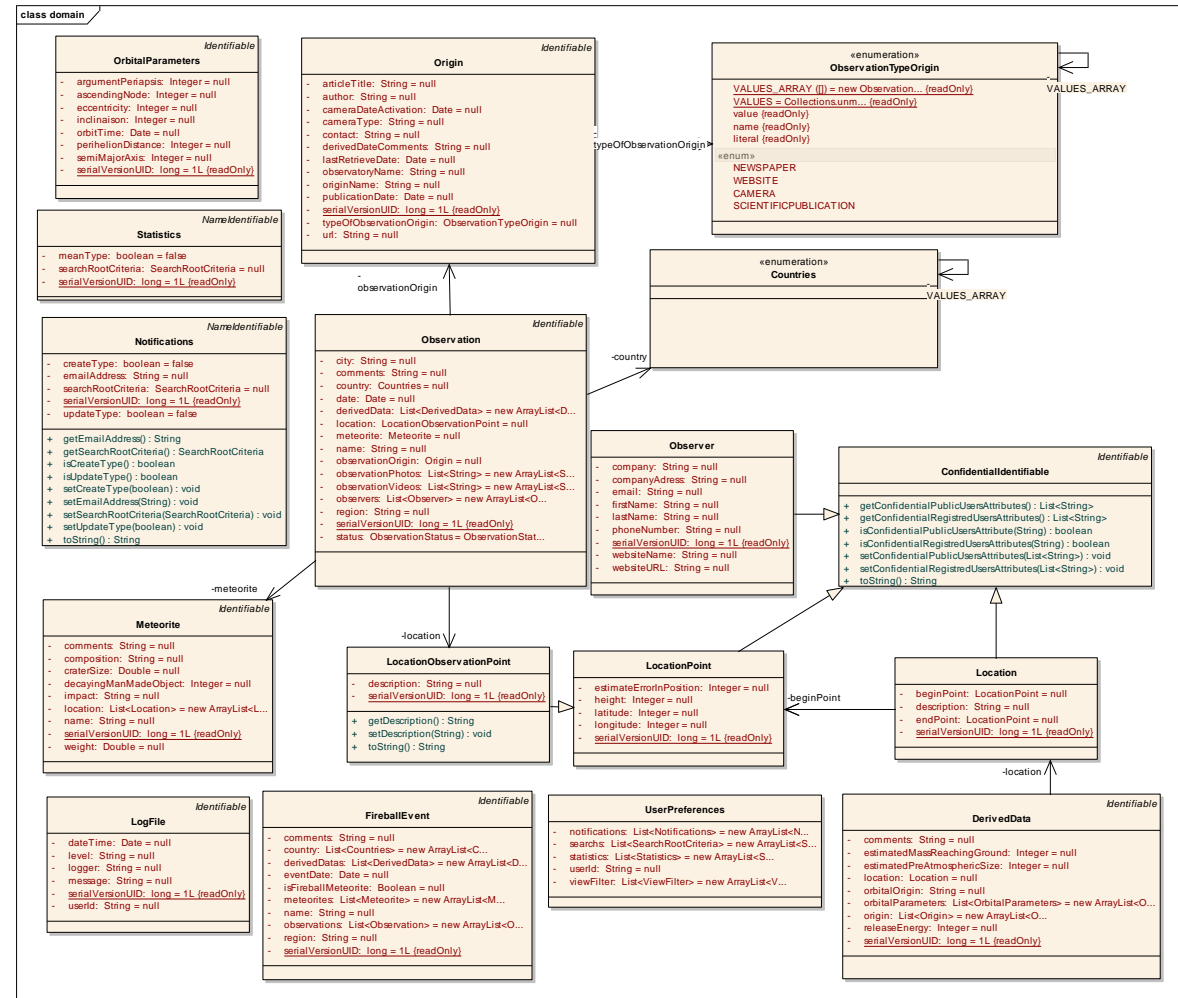 class domain
Identifiable
OrbitalParameters
- argumentPeriapsis: Integer = null
- ascendingNode: Integer = null
- eccentricity: Integer = null
- inclinaison: Integer = null
- orbitTime: Date = null
- perihelionDistance: Integer = null
- semiMajorAxis: Integer = null
- serialVersionUID: long = 1L {readOnly}
Identifiable
Origin
- articleTitle: String = null
- author: String = null
- cameraDateActivation: Date = null
- cameraType: String = null
- contact: String = null
- derivedDateComments: String = null
- lastRetrieveDate: Date = null
- observatoryName: String = null
- originName: String = null
- publicationDate: Date = null
- serialVersionUID: long = 1L {readOnly}
- typeOfObservationOrigin: ObservationTypeOrigin = null
- url: String = null
typeOfObservationOrigin
«enumeration»
ObservationTypeOrigin
VALUES_ARRAY ([]) = new Observation... {readOnly}
VALUES = Collections.unm... {readOnly}
value {readOnly}
name {readOnly}
literal {readOnly}
«enum»
NEWSPAPER
WEBSITE
CAMERA
SCIENTIFICPUBLICATION
-
VALUES_ARRAY
NameIdentifiable
Statistics
- meanType: boolean = false
- searchRootCriteria: SearchRootCriteria = null
- serialVersionUID: long = 1L {readOnly}
«enumeration»
Countries
-
VALUES_ARRAY
-
observationOrigin
NameIdentifiable
Notifications
- createType: boolean = false
- emailAddress: String = null
- searchRootCriteria: SearchRootCriteria = null
- serialVersionUID: long = 1L {readOnly}
- updateType: boolean = false
+ getEmailAddress() : String
+ getSearchRootCriteria() : SearchRootCriteria
+ isCreateType() : boolean
+ isUpdateType() : boolean
+ setCreateType(boolean) : void
+ setEmailAddress(String) : void
+ setSearchRootCriteria(SearchRootCriteria) : void
+ setUpdateType(boolean) : void
+ toString() : String
Identifiable
Observation
- city: String = null
- comments: String = null
- country: Countries = null
- date: Date = null
- derivedData: List<DerivedData> = new ArrayList<D...
- location: LocationObservationPoint = null
- meteorite: Meteorite = null
- name: String = null
- observationOrigin: Origin = null
- observationPhotos: List<String> = new ArrayList<S...
- observationVideos: List<String> = new ArrayList<S...
- observers: List<Observer> = new ArrayList<O...
- region: String = null
- serialVersionUID: long = 1L {readOnly}
- status: ObservationStatus = ObservationStat...
-country
Observer
- company: String = null
- companyAdress: String = null
- email: String = null
- firstName: String = null
- lastName: String = null
- phoneNumber: String = null
- serialVersionUID: long = 1L {readOnly}
- websiteName: String = null
- websiteURL: String = null
Identifiable
ConfidentialIdentifiable
+ getConfidentialPublicUsersAttributes() : List<String>
+ getConfidentialRegistredUsersAttributes() : List<String>
+ isConfidentialPublicUsersAttribute(String) : boolean
+ isConfidentialRegistredUsersAttributes(String) : boolean
+ setConfidentialPublicUsersAttributes(List<String>) : void
+ setConfidentialRegistredUsersAttributes(List<String>) : void
+ toString() : String
-meteorite
Identifiable
Meteorite
- comments: String = null
- composition: String = null
- craterSize: Double = null
- decayingManMadeObject: Integer = null
- impact: String = null
- location: List<Location> = new ArrayList<L...
- name: String = null
- serialVersionUID: long = 1L {readOnly}
- weight: Double = null
-location
LocationObservationPoint
- description: String = null
- serialVersionUID: long = 1L {readOnly}
+ getDescription() : String
+ setDescription(String) : void
+ toString() : String
LocationPoint
- estimateErrorInPosition: Integer = null
- height: Integer = null
- latitude: Integer = null
- longitude: Integer = null
- serialVersionUID: long = 1L {readOnly}
-beginPoint
Location
- beginPoint: LocationPoint = null
- description: String = null
- endPoint: LocationPoint = null
- serialVersionUID: long = 1L {readOnly}
-location
Identifiable
LogFile
- dateTime: Date = null
- level: String = null
- logger: String = null
- message: String = null
- serialVersionUID: long = 1L {readOnly}
- userId: String = null
Identifiable
FireballEvent
- comments: String = null
- country: List<Countries> = new ArrayList<C...
- derivedDatas: List<DerivedData> = new ArrayList<D...
- eventDate: Date = null
- isFireballMeteorite: Boolean = null
- meteorites: List<Meteorite> = new ArrayList<M...
- name: String = null
- observations: List<Observation> = new ArrayList<O...
- region: String = null
- serialVersionUID: long = 1L {readOnly}
UserPreferences
- notifications: List<Notifications> = new ArrayList<N...
- searchs: List<SearchRootCriteria> = new ArrayList<S...
- statistics: List<Statistics> = new ArrayList<S...
- userId: String = null
- viewFilter: List<ViewFilter> = new ArrayList<V...
Identifiable
DerivedData
- comments: String = null
- estimatedMassReachingGround: Integer = null
- estimatedPreAtmosphericSize: Integer = null
- location: Location = null
- orbitalOrigin: String = null
- orbitalParameters: List<OrbitalParameters> = new ArrayList<O...
- origin: List<Origin> = new ArrayList<O...
- releaseEnergy: Integer = null
- serialVersionUID: long = 1L {readOnly}